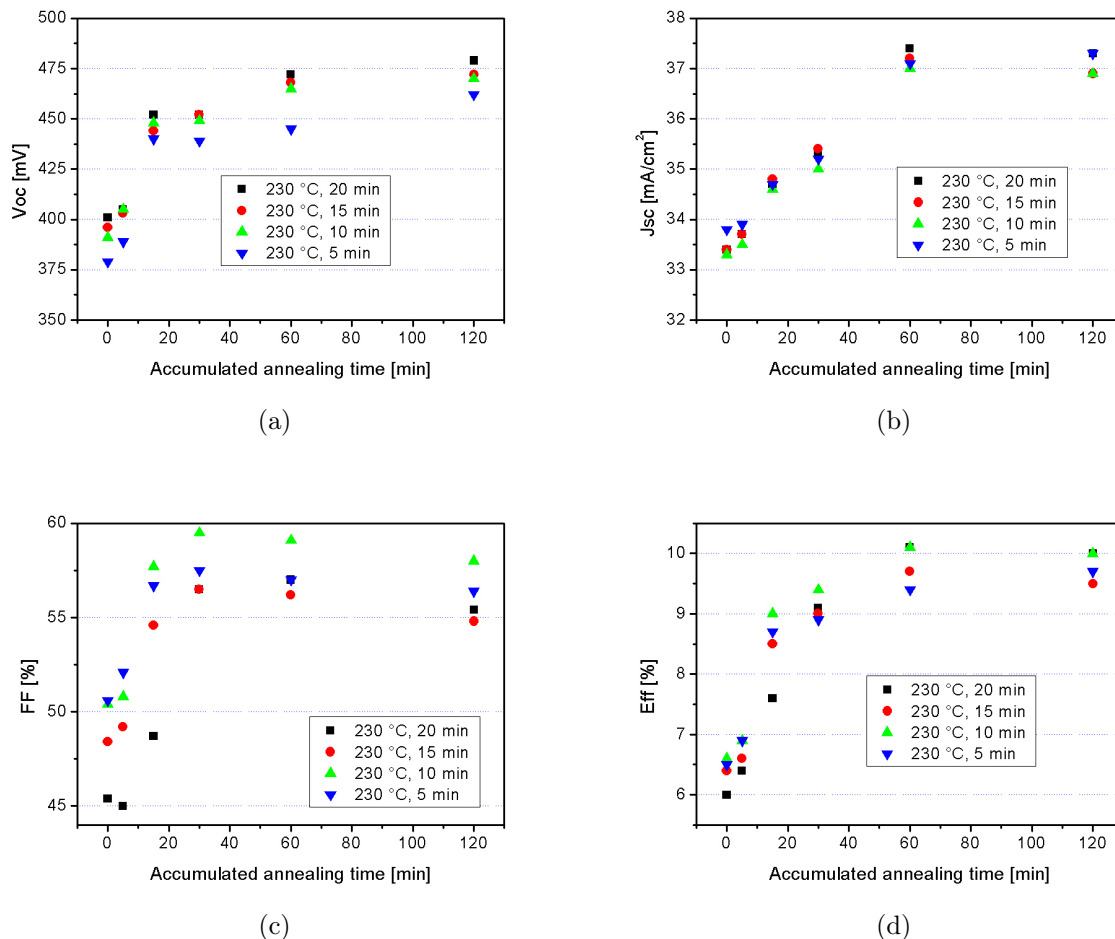 500
475
450
425
400
375
350
Voc [mV]
230 °C, 20 min
230 °C, 15 min
230 °C, 10 min
230 °C, 5 min
0 20 40 60 80 100 120
Accumulated annealing time [min]
(a)
38
37
36
35
34
33
32
Jsc [mA/cm²]
230 °C, 20 min
230 °C, 15 min
230 °C, 10 min
230 °C, 5 min
0 20 40 60 80 100 120
Accumulated annealing time [min]
(b)
60
55
50
45
FF [%]
230 °C, 20 min
230 °C, 15 min
230 °C, 10 min
230 °C, 5 min
0 20 40 60 80 100 120
Accumulated annealing time [min]
(c)
10
9
8
7
6
Eff [%]
230 °C, 20 min
230 °C, 15 min
230 °C, 10 min
230 °C, 5 min
0 20 40 60 80 100 120
Accumulated annealing time [min]
(d)